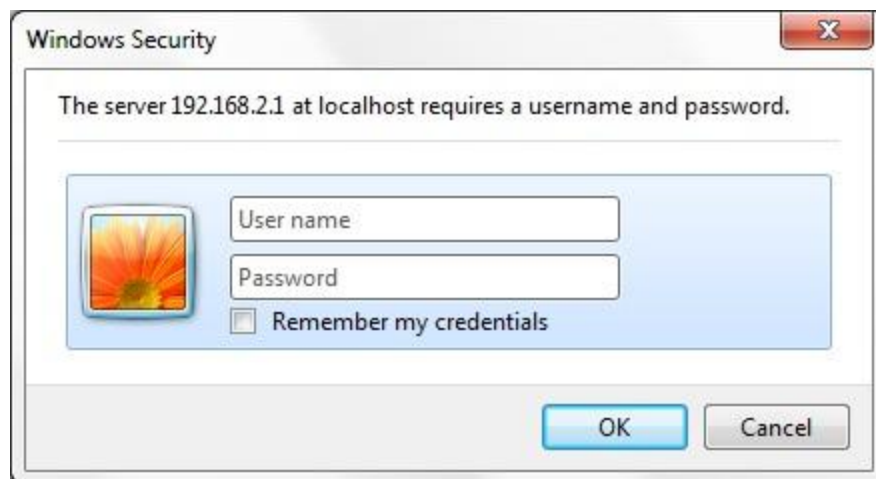 Windows Security
The server 192.168.2.1 at localhost requires a username and password.
User name
Password
Remember my credentials
OK
Cancel